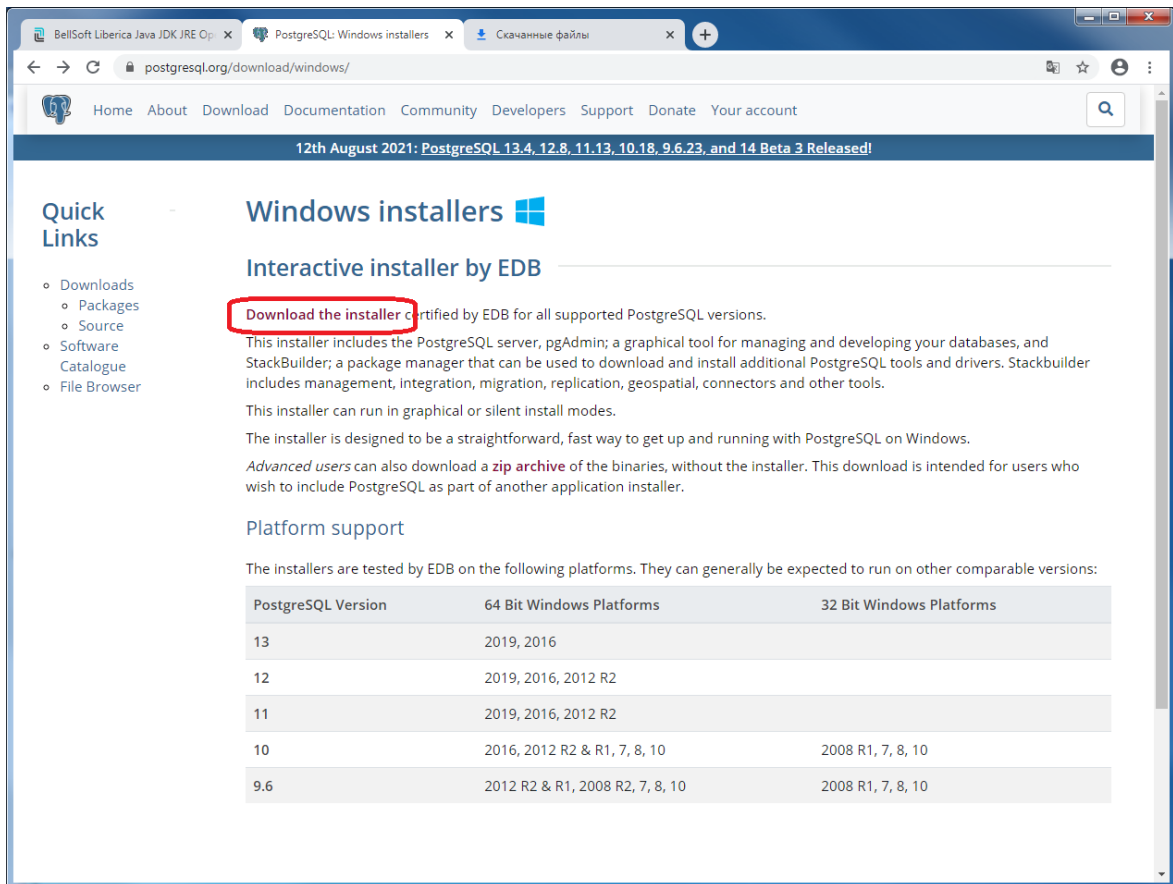 BellSoft Liberica Java JDK JRE Op
PostgreSQL: Windows installers
Скачанные файлы
postgresql.org/download/windows/
Home About Download Documentation Community Developers Support Donate Your account
12th August 2021: PostgreSQL 13.4, 12.8, 11.13, 10.18, 9.6.23, and 14 Beta 3 Released!
Quick
Links
Downloads
Packages
Source
Software
Catalogue
File Browser
Windows installers
Interactive installer by EDB
Download the installer certified by EDB for all supported PostgreSQL versions.
This installer includes the PostgreSQL server, pgAdmin; a graphical tool for managing and developing your databases, and
StackBuilder; a package manager that can be used to download and install additional PostgreSQL tools and drivers. Stackbuilder
includes management, integration, migration, replication, geospatial, connectors and other tools.
This installer can run in graphical or silent install modes.
The installer is designed to be a straightforward, fast way to get up and running with PostgreSQL on Windows.
Advanced users can also download a zip archive of the binaries, without the installer. This download is intended for users who
wish to include PostgreSQL as part of another application installer.
Platform support
The installers are tested by EDB on the following platforms. They can generally be expected to run on other comparable versions:
PostgreSQL Version 64 Bit Windows Platforms 32 Bit Windows Platforms
13 2019, 2016
12 2019, 2016, 2012 R2
11 2019, 2016, 2012 R2
10 2016, 2012 R2 & R1, 7, 8, 10 2008 R1, 7, 8, 10
9.6 2012 R2 & R1, 2008 R2, 7, 8, 10 2008 R1, 7, 8, 10